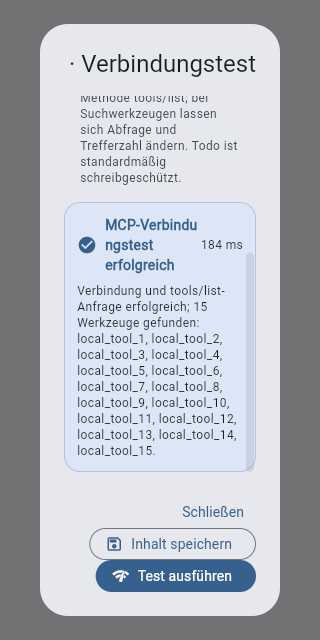 · Verbindungstest
Methode tools/list, bei
Suchwerkzeugen lassen
sich Abfrage und
Trefferzahl ändern. Todo ist
standardmäßig
schreibgeschützt.
MCP-Verbindu
ngstest
erfolgreich
184 ms
Verbindung und tools/list-
Anfrage erfolgreich; 15
Werkzeuge gefunden:
local_tool_1, local_tool_2,
local_tool_3, local_tool_4,
local_tool_5, local_tool_6,
local_tool_7, local_tool_8,
local_tool_9, local_tool_10,
local_tool_11, local_tool_12,
local_tool_13, local_tool_14,
local_tool_15.
Schließen
Inhalt speichern
Test ausführen